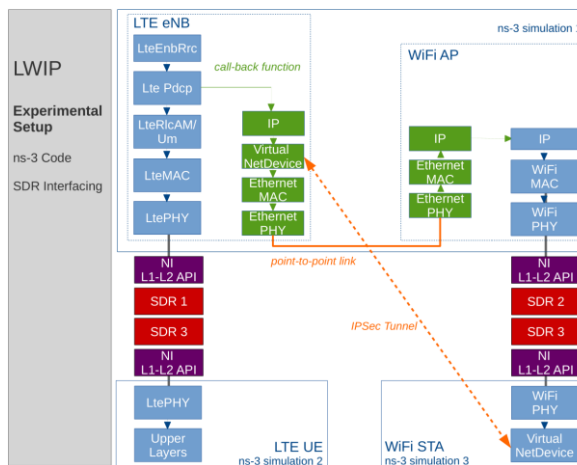 LWIP
Experimental
Setup
ns-3 Code
SDR Interfacing
LTE eNB
ns-3 simulation 1
LteEnbRrc
call-back function
WiFi AP
Lte Pdcp
IP
LteRlcAM/
Um
Virtual
NetDevice
LteMAC
Ethernet
MAC
LtePHY
Ethernet
PHY
IP
IP
Ethernet
MAC
WiFi
MAC
Ethernet
PHY
WiFi
PHY
point-to-point link
NI
L1-L2 API
NI
L1-L2 API
SDR 1
SDR 2
IPSec Tunnel
SDR 3
SDR 3
NI
L1-L2 API
NI
L1-L2 API
LtePHY
WiFi
PHY
Upper
Layers
LTE UE
ns-3 simulation 2
WiFi STA
ns-3 simulation 3
Virtual
NetDevice